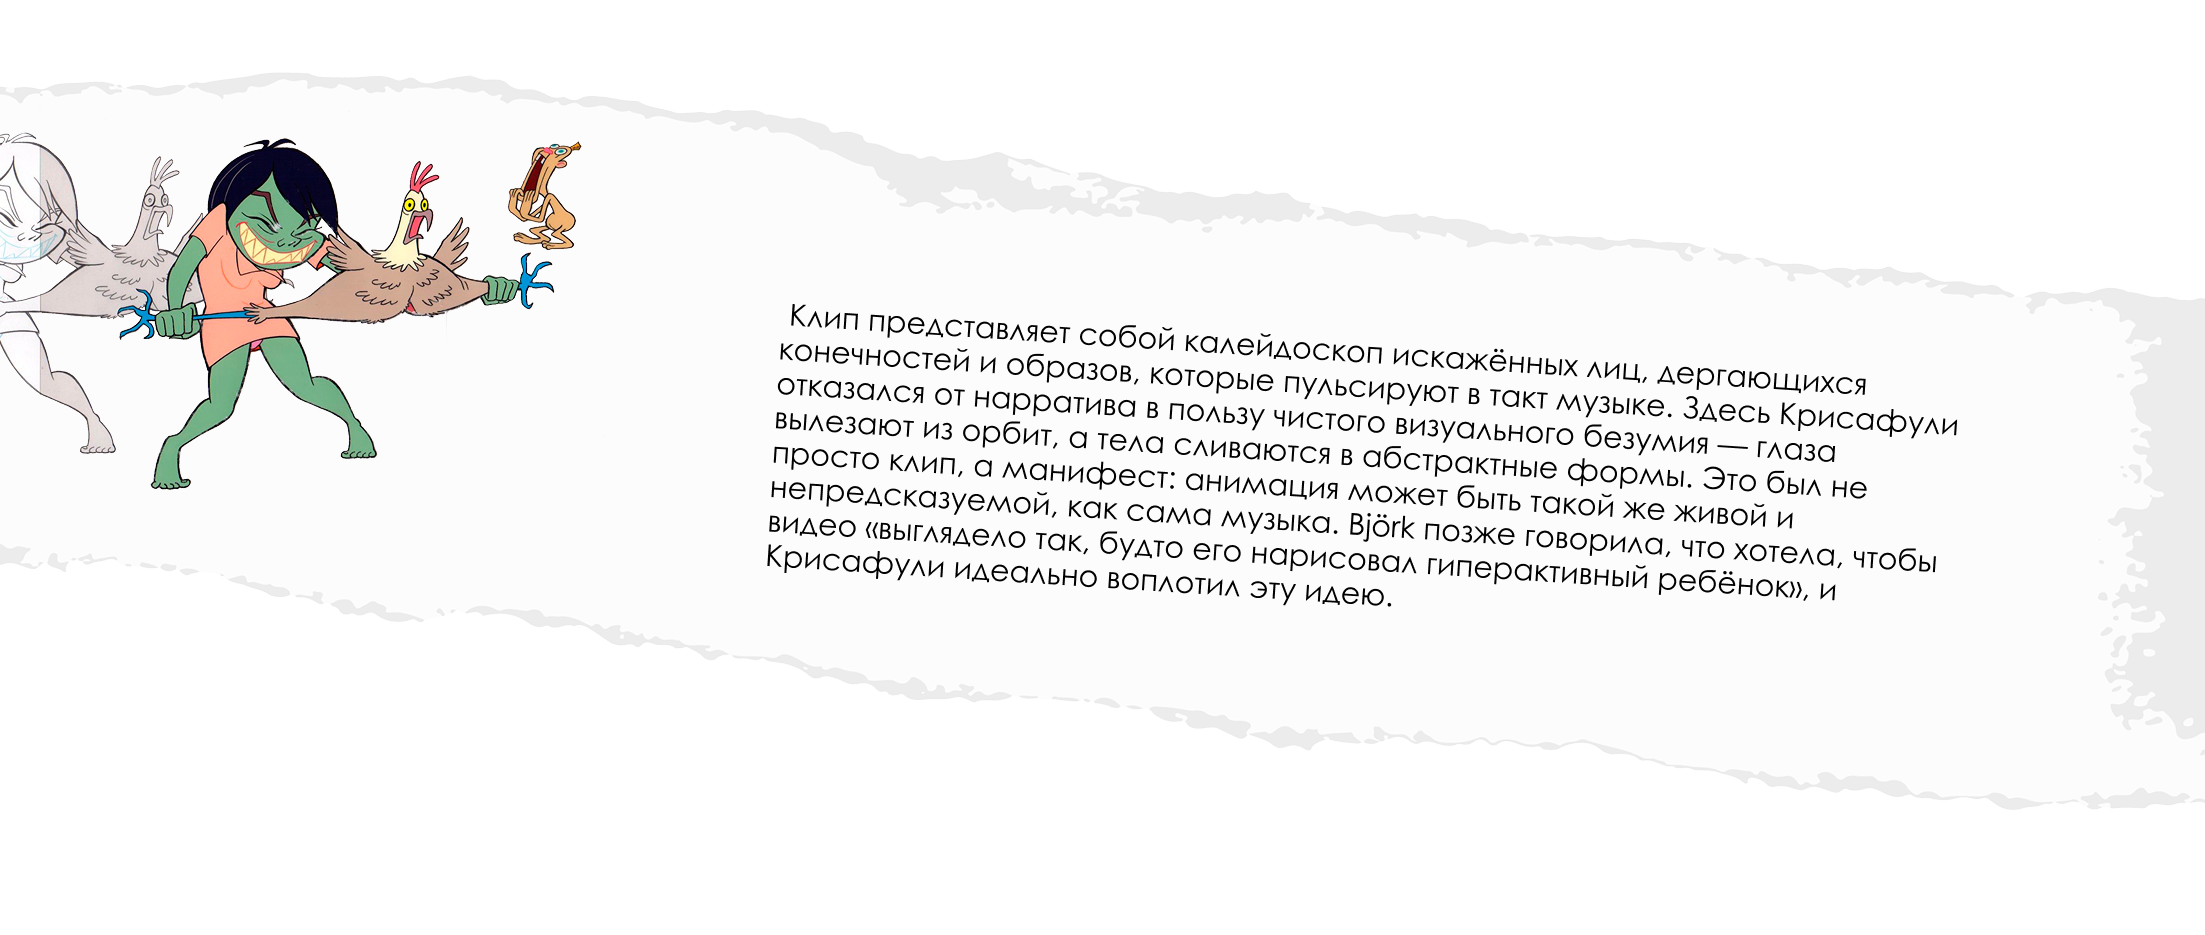 Клип представляет собой калейдоскоп искажённых лиц, дергающихся
конечностей и образов, которые пульсируют в такт музыке. Здесь Крисафули
отказался от нарратива в пользу чистого визуального безумия — глаза
вылезают из орбит, а тела сливаются в абстрактные формы. Это был не
просто клип, а манифест: анимация может быть такой же живой и
непредсказуемой, как сама музыка. Björk позже говорила, что хотела, чтобы
видео «выглядело так, будто его нарисовал гиперактивный ребёнок», и
Крисафули идеально воплотил эту идею.